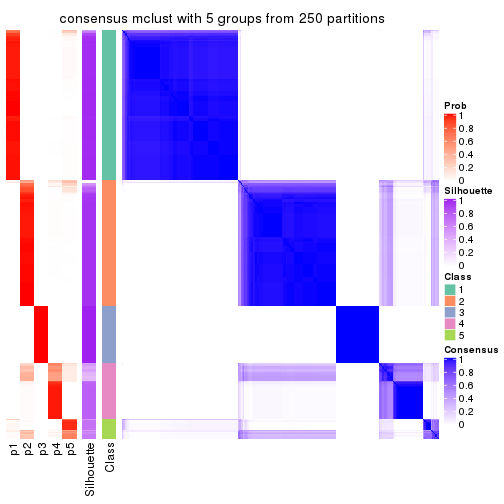 consensus mclust with 5 groups from 250 partitions
Prob
1
0.8
0.6
0.4
0.2
0
Silhouette
1
0.8
0.6
0.4
0.2
0
Class
1
2
3
4
5
Consensus
1
0.8
0.6
0.4
0.2
0
p1
p2
p3
p4
p5
Silhouette
Class